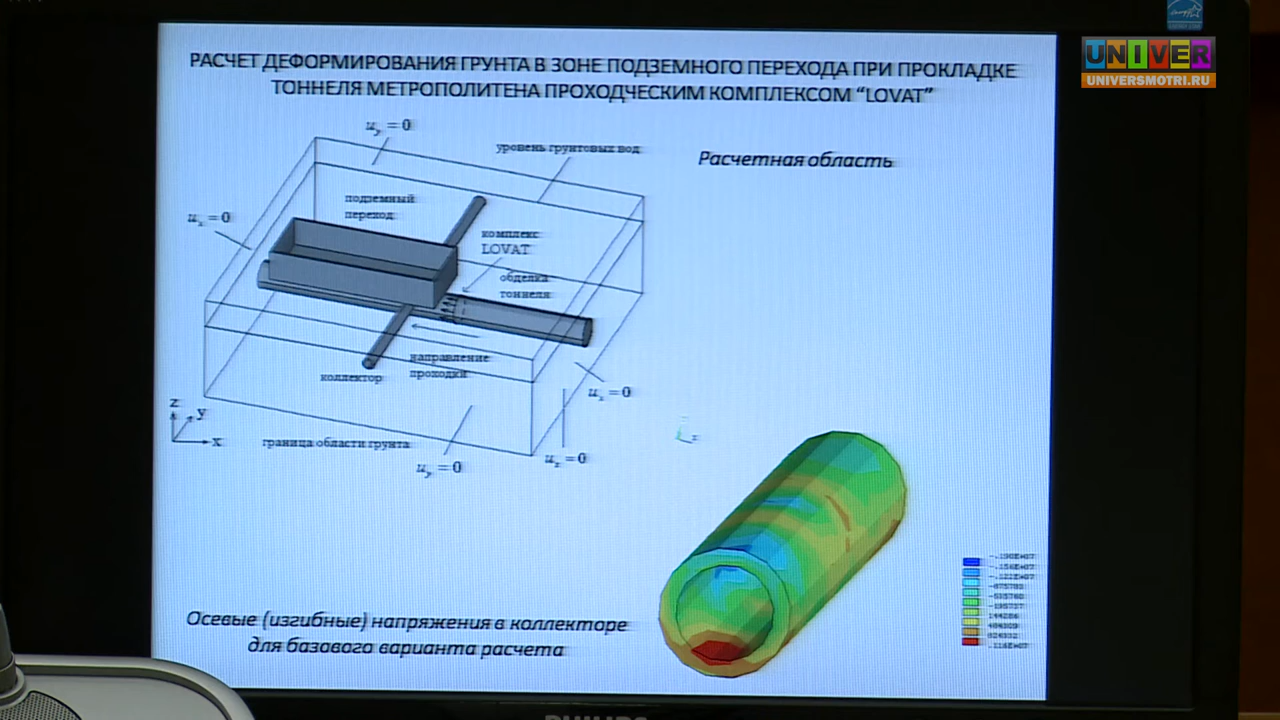 UNIVER
UNIVERSMOTRI.RU
РАСЧЕТ ДЕФОРМИРОВАНИЯ ГРУНТА В ЗОНЕ ПОДЗЕМНОГО ПЕРЕХОДА ПРИ ПРОКЛАДКЕ
ТОННЕЛЯ МЕТРОПОЛИТЕНА ПРОХОДЧЕСКИМ КОМПЛЕКСОМ “LOVAT”
u_y = 0
уровень грунтовых вод
Расчетная область
подземный
переход
u_x = 0
комплекс
LOVAT
обделка
тоннеля
направление
проходки
коллектор
u_x = 0
z
y
x
граница области грунта
u_y = 0
u_z = 0
Осевые (изгибные) напряжения в коллекторе
для базового варианта расчета
PHILIPS